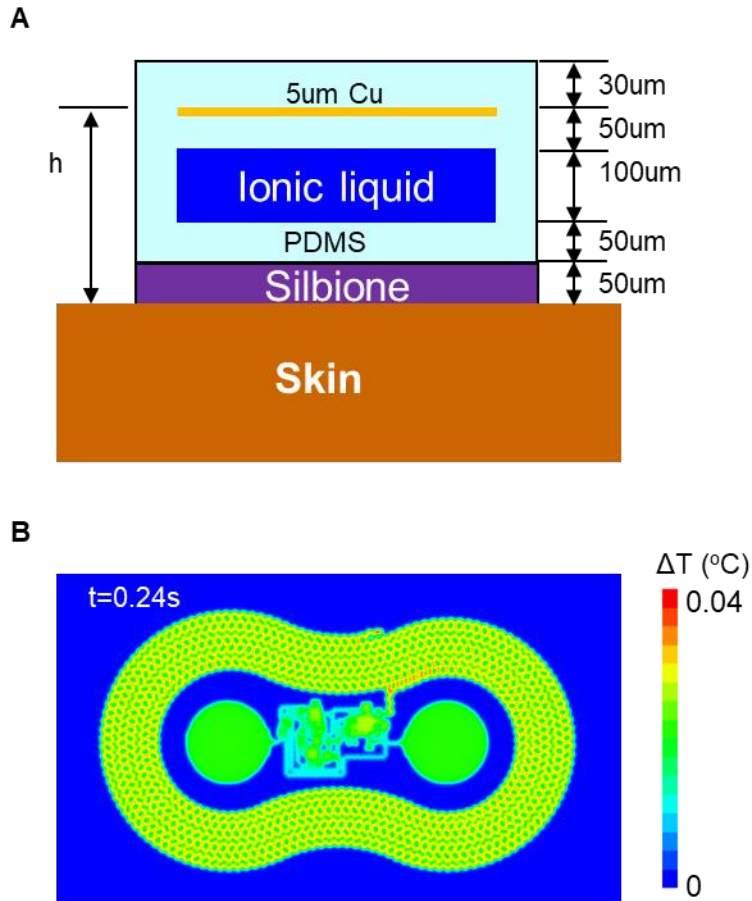 A
5um Cu
30um
50um
h
Ionic liquid
100um
PDMS
50um
Silbione
50um
Skin
B
t=0.24s
ΔT (°C)
0.04
0